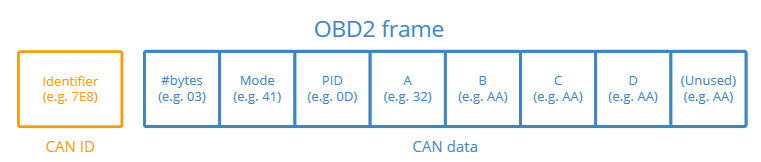 OBD2 frame
Identifier
(e.g. 7E8)
#bytes
(e.g. 03)
Mode
(e.g. 41)
PID
(e.g. 0D)
A
(e.g. 32)
B
(e.g. AA)
C
(e.g. AA)
D
(e.g. AA)
(Unused)
(e.g. AA)
CAN ID
CAN data